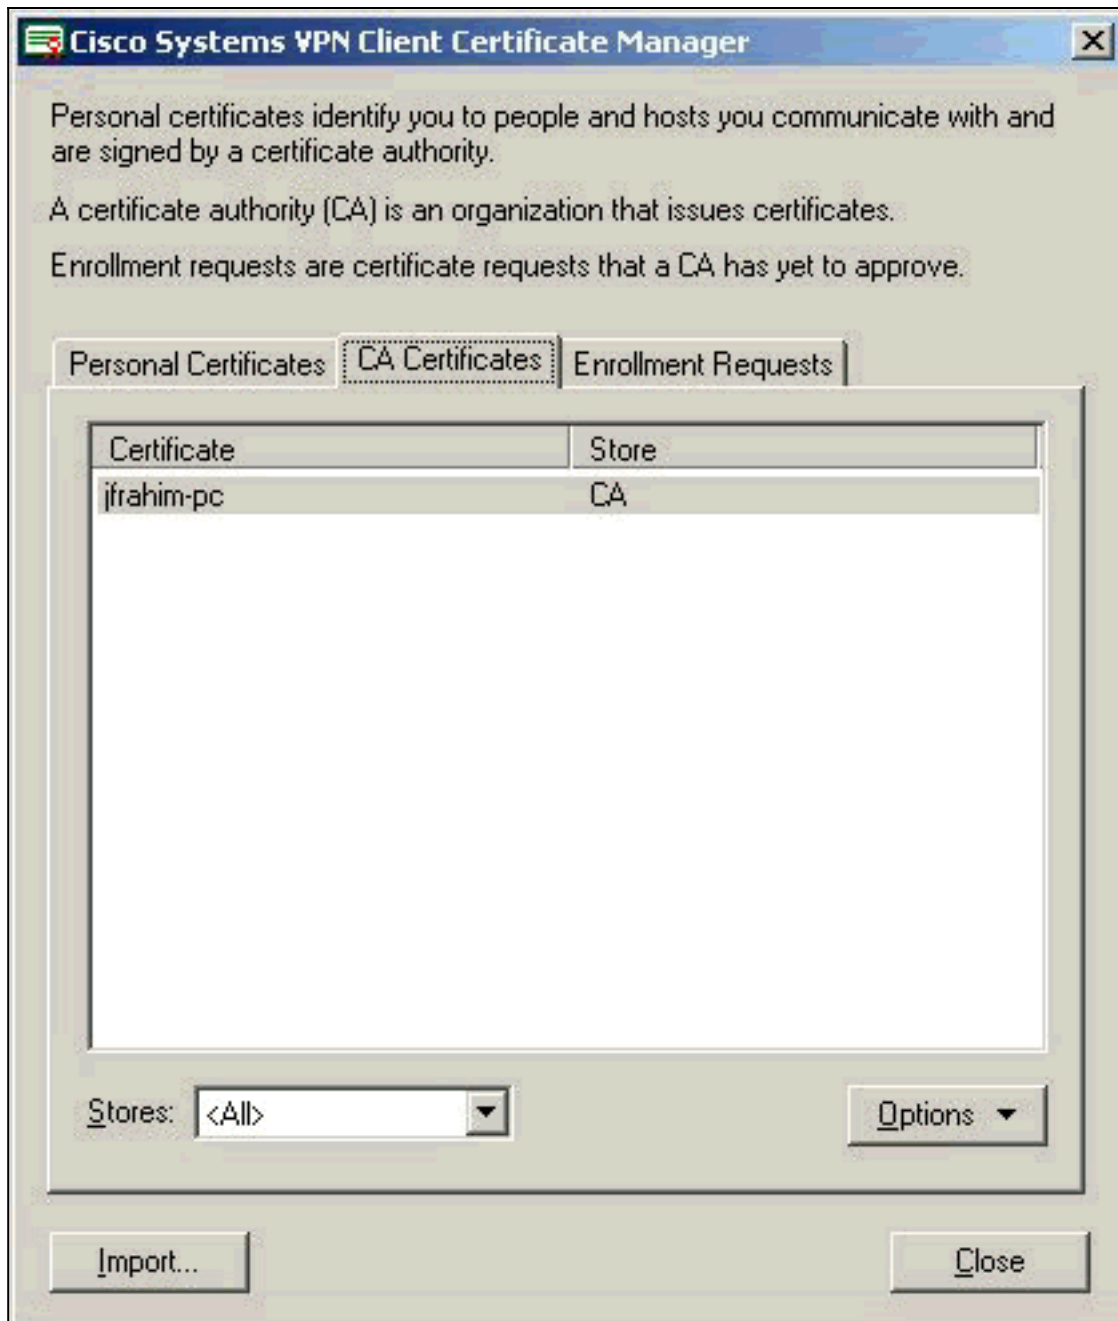 Cisco Systems VPN Client Certificate Manager
Personal certificates identify you to people and hosts you communicate with and
are signed by a certificate authority.
A certificate authority (CA) is an organization that issues certificates.
Enrollment requests are certificate requests that a CA has yet to approve.
Personal Certificates CA Certificates Enrollment Requests
Certificate Store
jfrahim-pc CA
Stores: <All> Options
Import... Close